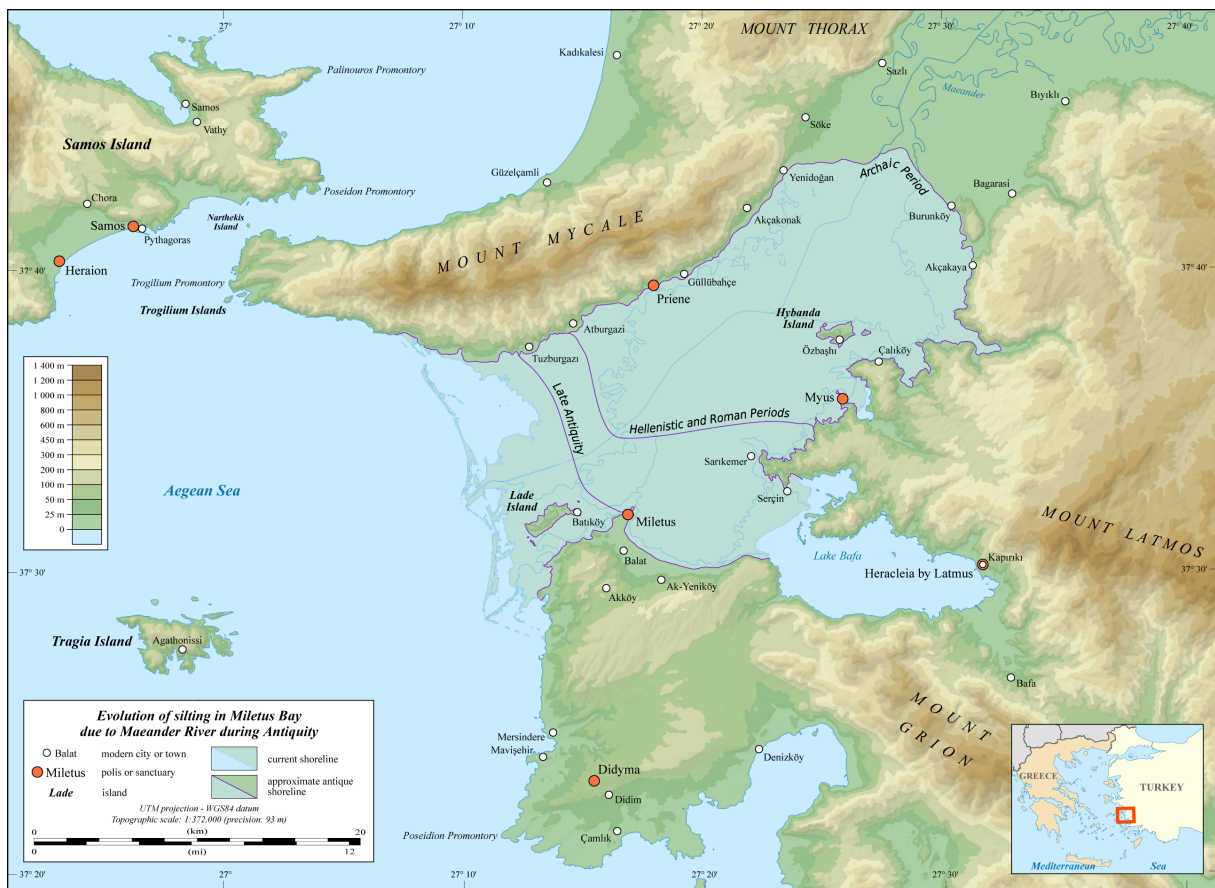 27°
27° 10'
27° 20'
27° 30'
27° 40'
MOUNT THORAX
Kadıkalesi
Sazlı
Maeander
Bıyıklı
Palinouros Promontory
Samos
Vathy
Söke
Samos Island
Archaic Period
Yenidoğan
Güzelçamli
Poseidon Promontory
Bagarasi
Chora
Akçakonak
Burunköy
Narthekis
Island
Samos
Pythagoras
MOUNT MYCALE
Heraion
37° 40'
Akçakaya
37° 40'
Güllübahçe
Trogilium Promontory
Priene
Trogilium Islands
Hybanda
Island
Atburgazi
Özbaşhı
Tuzburgazı
Çalıköy
1 400 m
1 200 m
1 000 m
800 m
600 m
450 m
300 m
200 m
100 m
50 m
25 m
0
Late Antiquity
Myus
Hellenistic and Roman Periods
Sarıkemer
Aegean Sea
Serçin
Lade
Island
Batıköy
Miletus
MOUNT LATMOS
Balat
Lake Bafa
Kapırıkı
Heracleia by Latmus
37° 30'
37° 30'
Akköy
Ak-Yeniköy
Tragia Island
Agathonissi
Bafa
MOUNT
GRION
Mersindere
Mavişehir
Denizköy
Didyma
Didim
Çamlık
Poseidion Promontory
Evolution of silting in Miletus Bay
due to Maeander River during Antiquity
Balat modern city or town
Miletus polis or sanctuary
Lade island
current shoreline
approximate antique
shoreline
UTM projection - WGS84 datum
Topographic scale: 1:372,000 (precision: 93 m)
(km)
0 20
0 12
(mi)
GREECE
TURKEY
Mediterranean Sea
37° 20'
27°
27° 10'
27° 20'
27° 30'